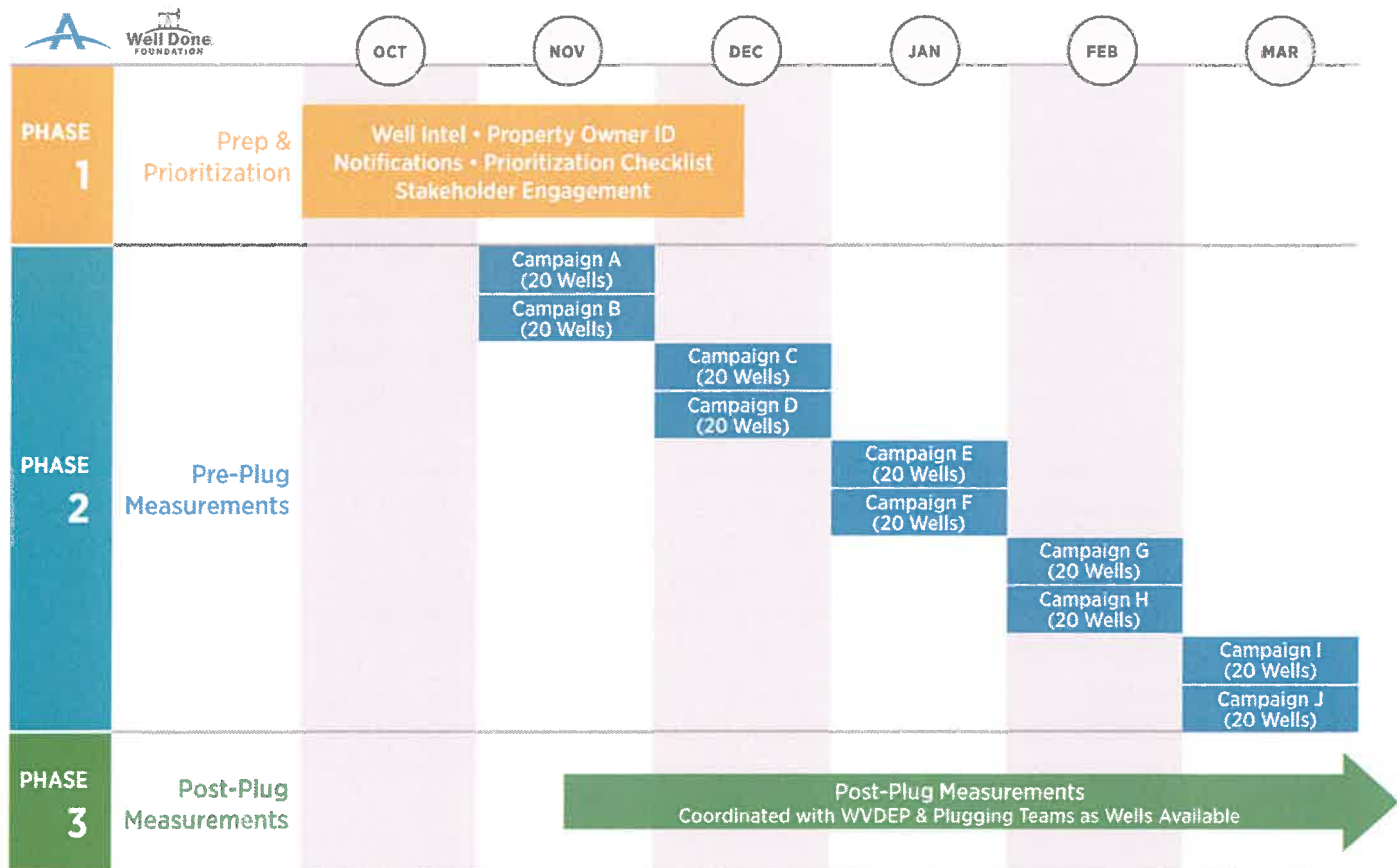 A
Well Done
FOUNDATION
OCT
NOV
DEC
JAN
FEB
MAR
PHASE
1
Prep &
Prioritization
Well Intel • Property Owner ID
Notifications • Prioritization Checklist
Stakeholder Engagement
PHASE
2
Pre-Plug
Measurements
Campaign A
(20 Wells)
Campaign B
(20 Wells)
Campaign C
(20 Wells)
Campaign D
(20 Wells)
Campaign E
(20 Wells)
Campaign F
(20 Wells)
Campaign G
(20 Wells)
Campaign H
(20 Wells)
Campaign I
(20 Wells)
Campaign J
(20 Wells)
PHASE
3
Post-Plug
Measurements
Post-Plug Measurements
Coordinated with WVDEP & Plugging Teams as Wells Available